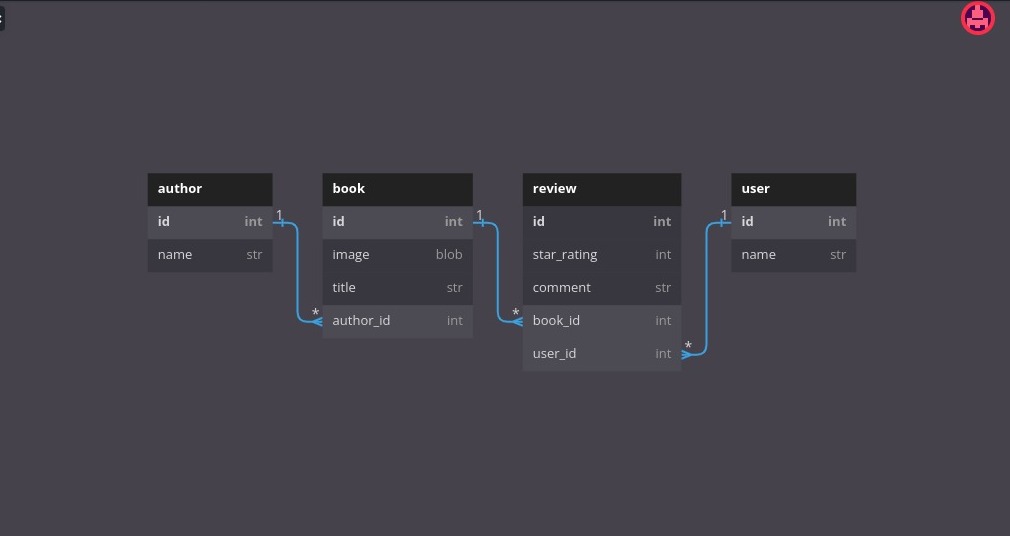 author
id int
name str
1
*
book
id int
image blob
title str
author_id int
1
*
review
id int
star_rating int
comment str
book_id int
user_id int
*
1
user
id int
name str